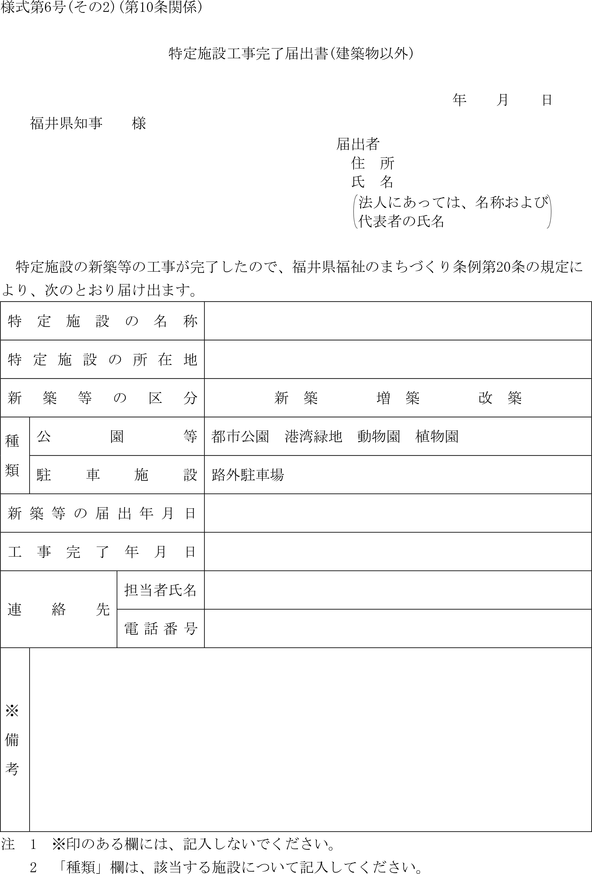 様式第6号(その2)(第10条関係)
特定施設工事完了届出書(建築物以外)
年　　月　　日
福井県知事　　様
届出者
住　所
氏　名
(法人にあっては、名称および
代表者の氏名)
特定施設の新築等の工事が完了したので、福井県福祉のまちづくり条例第20条の規定に
より、次のとおり届け出ます。
特定施設の名称
特定施設の所在地
新築等の区分　新　築　　増　築　　改　築
種類
公園等　都市公園　港湾緑地　動物園　植物園
駐車施設　路外駐車場
新築等の届出年月日
工事完了年月日
連絡先
担当者氏名
電話番号
※備考
注　1　※印のある欄には、記入しないでください。
2　「種類」欄は、該当する施設について記入してください。